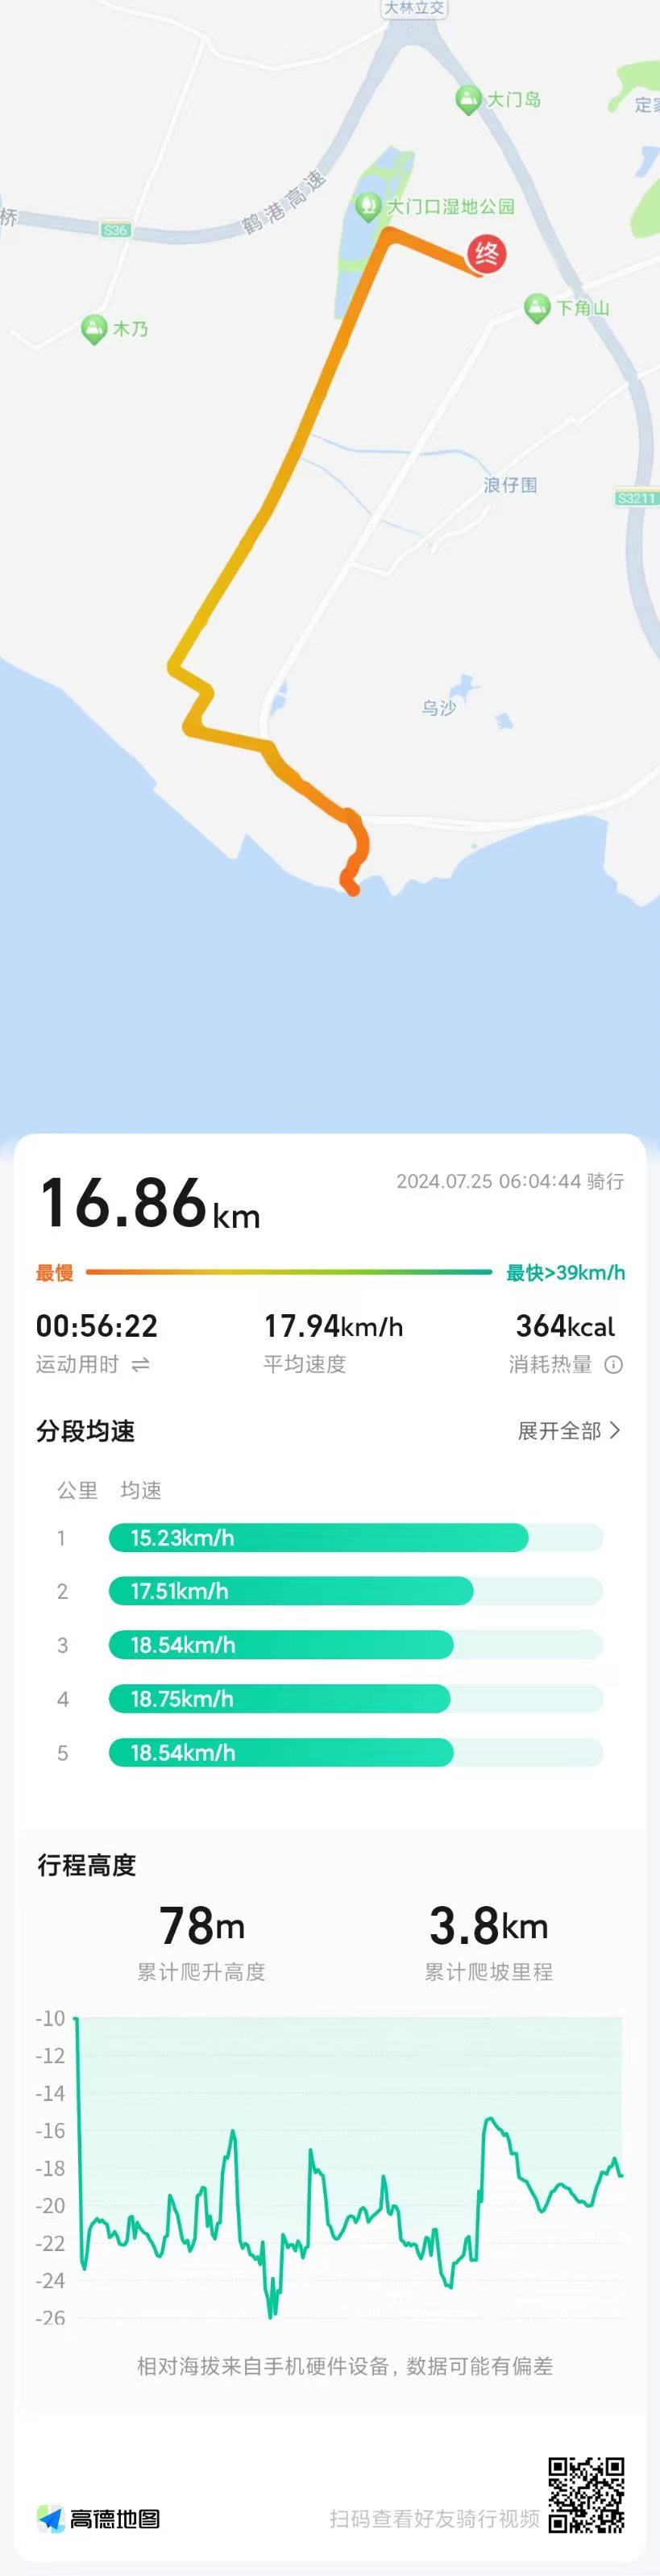 大林立交
大门岛
定家
鹤港高速
大门口湿地公园
桥
S36
终
下角山
木乃
浪仔围
S3211
乌沙
16.86km
2024.07.25 06:04:44 骑行
最慢
最快>39km/h
00:56:22
17.94km/h
364kcal
运动用时
平均速度
消耗热量
分段均速
展开全部
公里 均速
1 15.23km/h
2 17.51km/h
3 18.54km/h
4 18.75km/h
5 18.54km/h
行程高度
78m
3.8km
累计爬升高度
累计爬坡里程
-10
-12
-14
-16
-18
-20
-22
-24
-26
相对海拔来自手机硬件设备, 数据可能有偏差
高德地图
扫码查看好友骑行视频